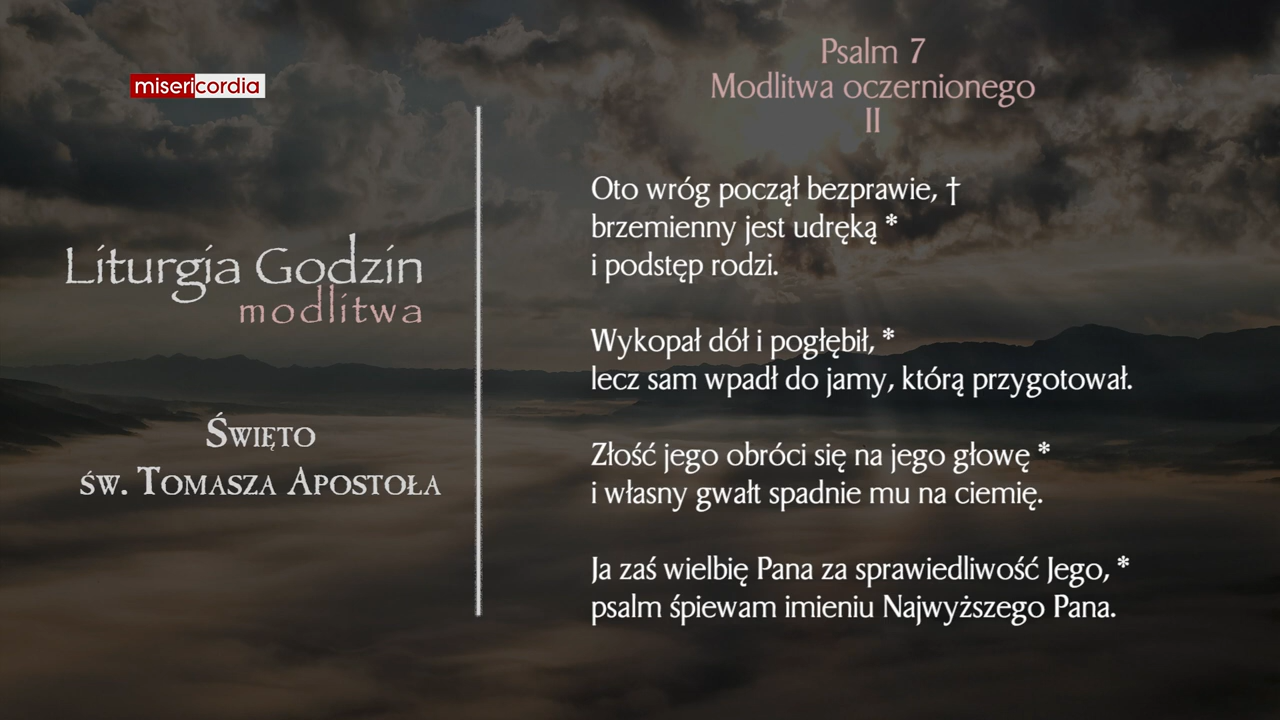 misericordia
Liturgia Godzin
modlitwa
Święto
św. Tomasza Apostoła
Psalm 7
Modlitwa oczernionego
II
Oto wróg począł bezprawie, †
brzemienny jest udręką *
i podstęp rodzi.
Wykopał dół i pogłębił, *
lecz sam wpadł do jamy, którą przygotował.
Złość jego obróci się na jego głowę *
i własny gwałt spadnie mu na ciemię.
Ja zaś wielbię Pana za sprawiedliwość Jego, *
psalm śpiewam imieniu Najwyższego Pana.